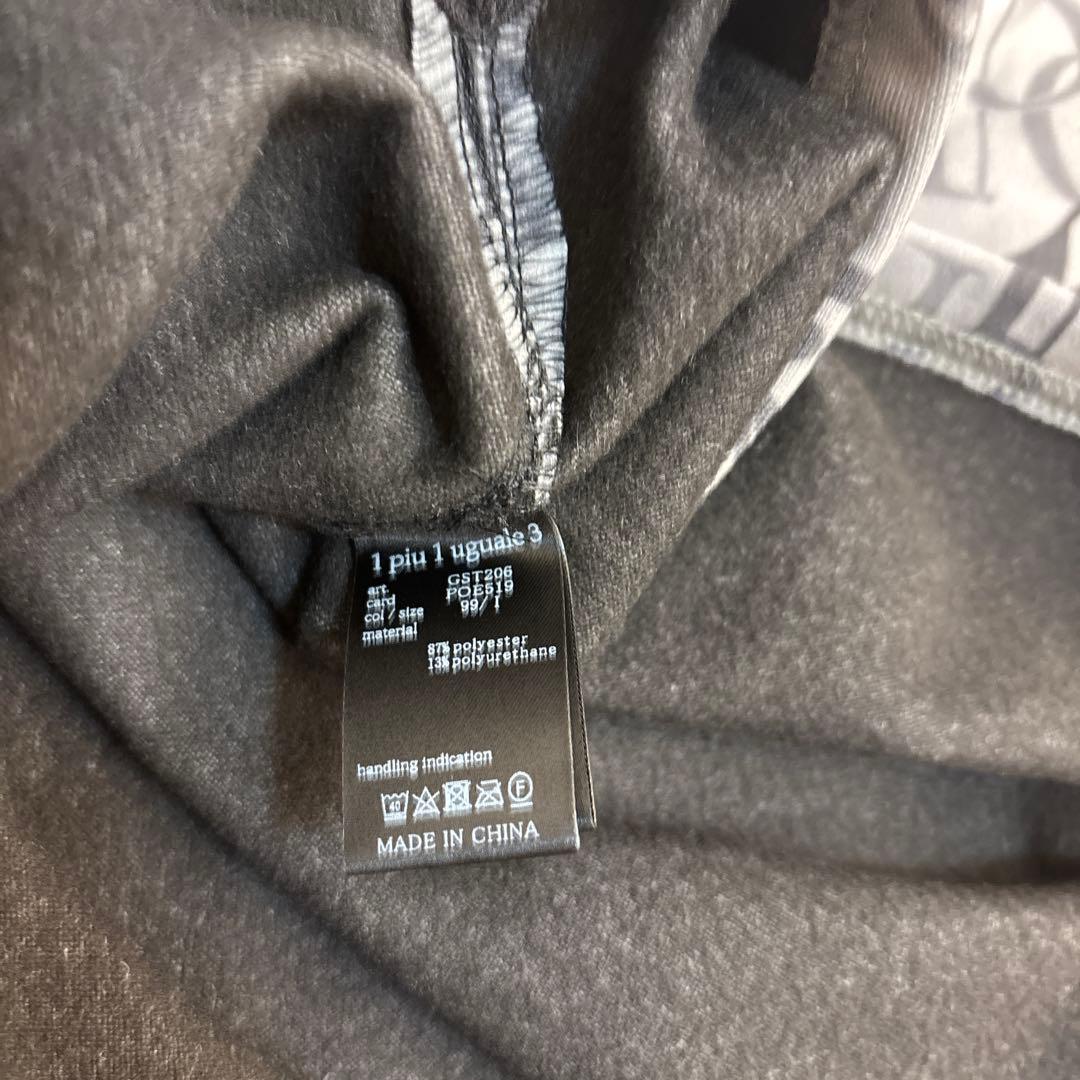 1 piu 1 uguale 3
art. GST206
card POE519
col / size 99/I
material
87% polyester
13% polyurethane
handling indication
40 F
MADE IN CHINA